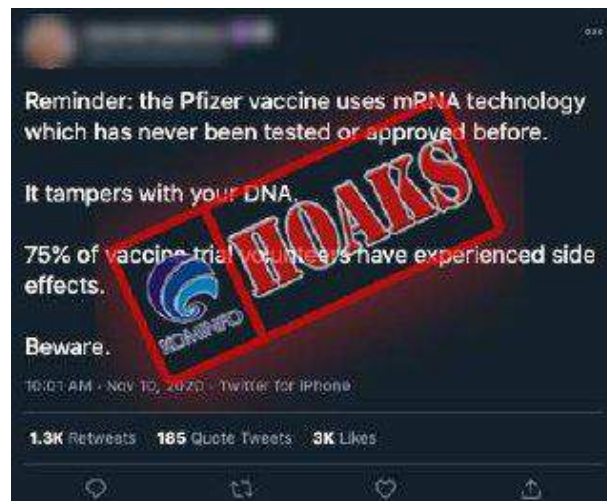 Reminder: the Pfizer vaccine uses mRNA technology
which has never been tested or approved before.
It tampers with your DNA.
75% of vaccine trial volunteers have experienced side
effects.
HOAKS
KOMINFO
Beware.
10:01 AM · Nov 10, 2020 · Twitter for iPhone
1.3K Retweets 185 Quote Tweets 3K Likes